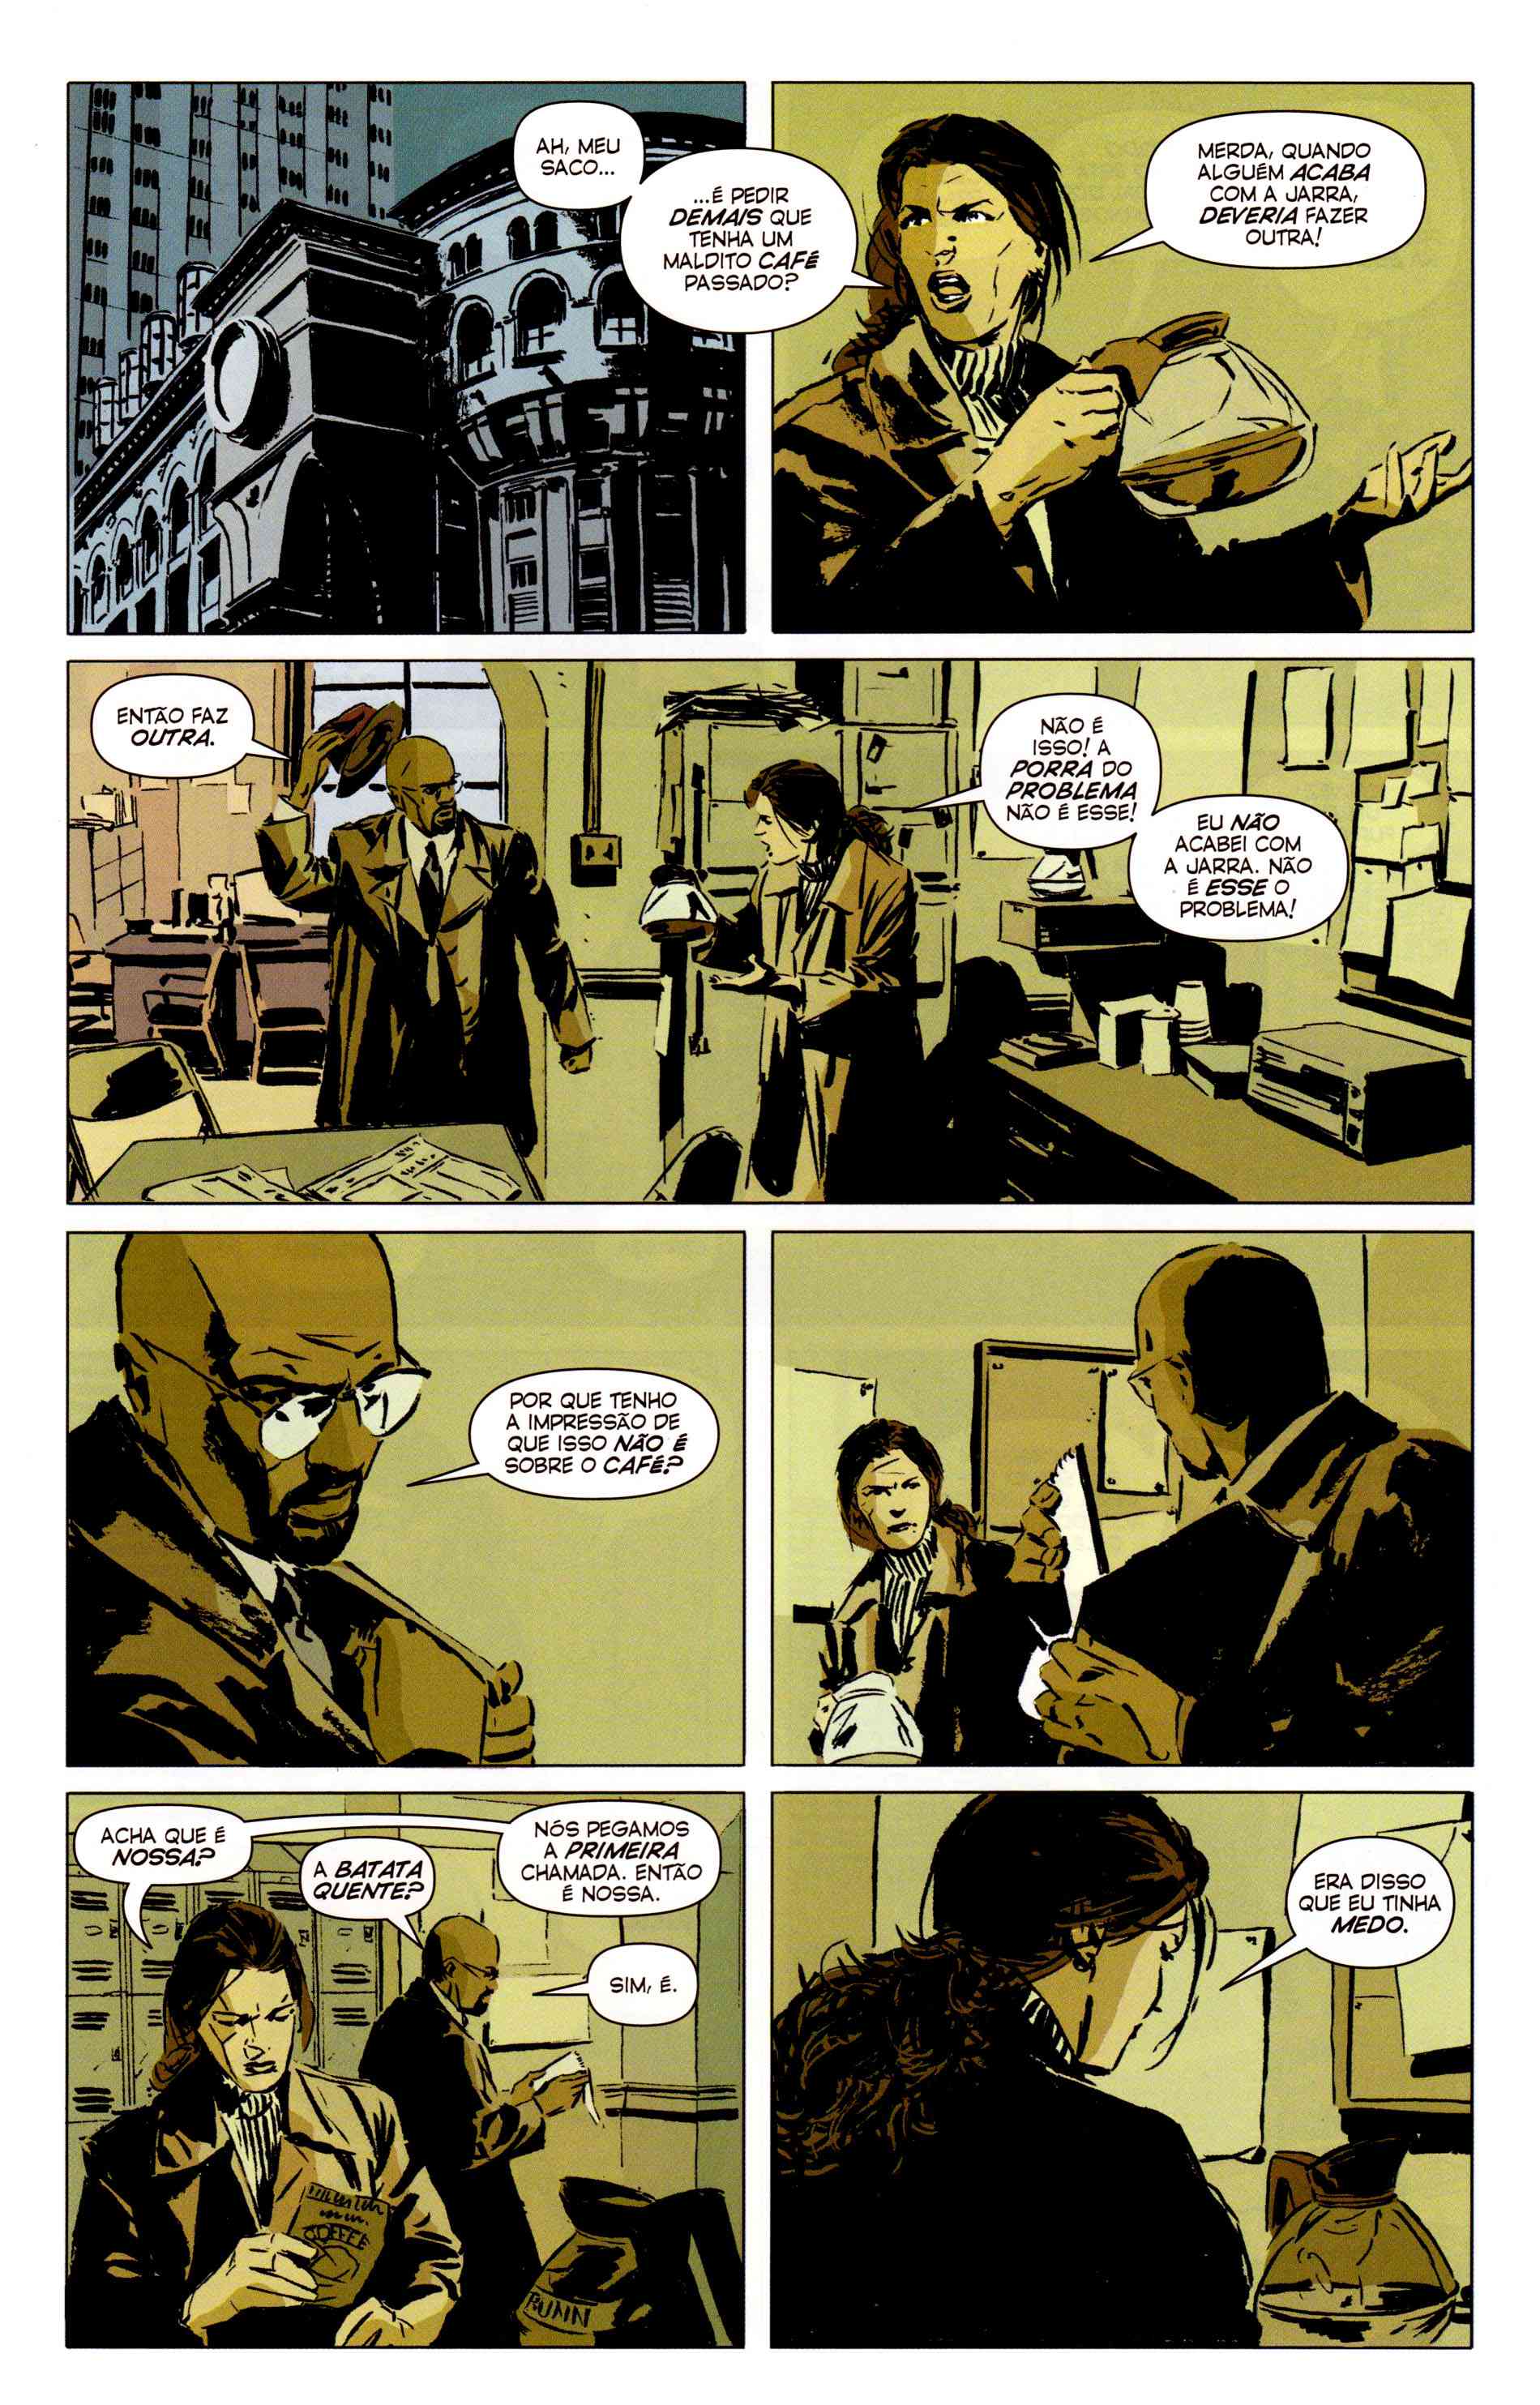 AH, MEU
SACO...
...É PEDIR
DEMAIS QUE
TENHA UM
MALDITO CAFÉ
PASSADO?
MERDA, QUANDO
ALGUÉM ACABA
COM A JARRA,
DEVERIA FAZER
OUTRA!
ENTÃO FAZ
OUTRA.
NÃO É
ISSO! A
PORRA DO
PROBLEMA
NÃO É ESSE!
EU NÃO
ACABEI COM
A JARRA. NÃO
É ESSE O
PROBLEMA!
POR QUE TENHO
A IMPRESSÃO DE
QUE ISSO NÃO É
SOBRE O CAFÉ?
ACHA QUE É
NOSSA?
A BATATA
QUENTE?
NÓS PEGAMOS
A PRIMEIRA
CHAMADA. ENTÃO
É NOSSA.
SIM, É.
COFFEE
BUNN
ERA DISSO
QUE EU TINHA
MEDO.